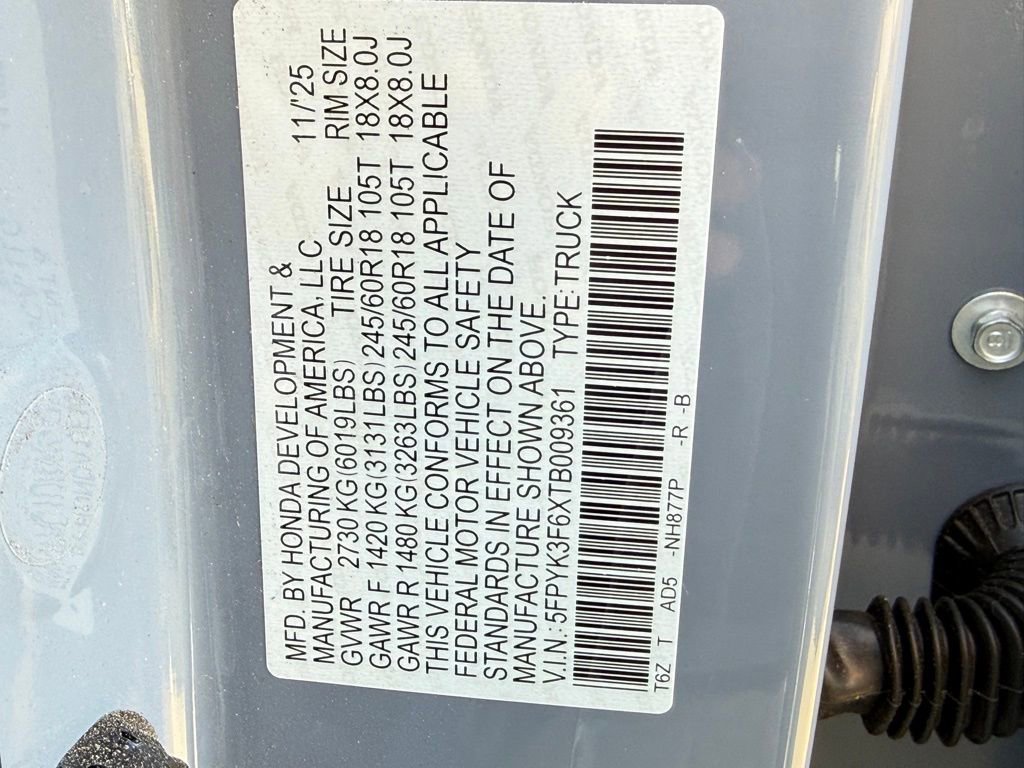 MFD. BY HONDA DEVELOPMENT & 11/'25
MANUFACTURING OF AMERICA, LLC
GVWR 2730 KG(6019LBS) TIRE SIZE RIM SIZE
GAWR F 1420 KG(3131LBS)245/60R18 105T 18X8.0J
GAWR R 1480 KG(3263LBS)245/60R18 105T 18X8.0J
THIS VEHICLE CONFORMS TO ALL APPLICABLE
FEDERAL MOTOR VEHICLE SAFETY
STANDARDS IN EFFECT ON THE DATE OF
MANUFACTURE SHOWN ABOVE.
V.I.N.: 5FPYK3F6XTB009361 TYPE:TRUCK
T6Z T AD5 -NH877P -R -B
8